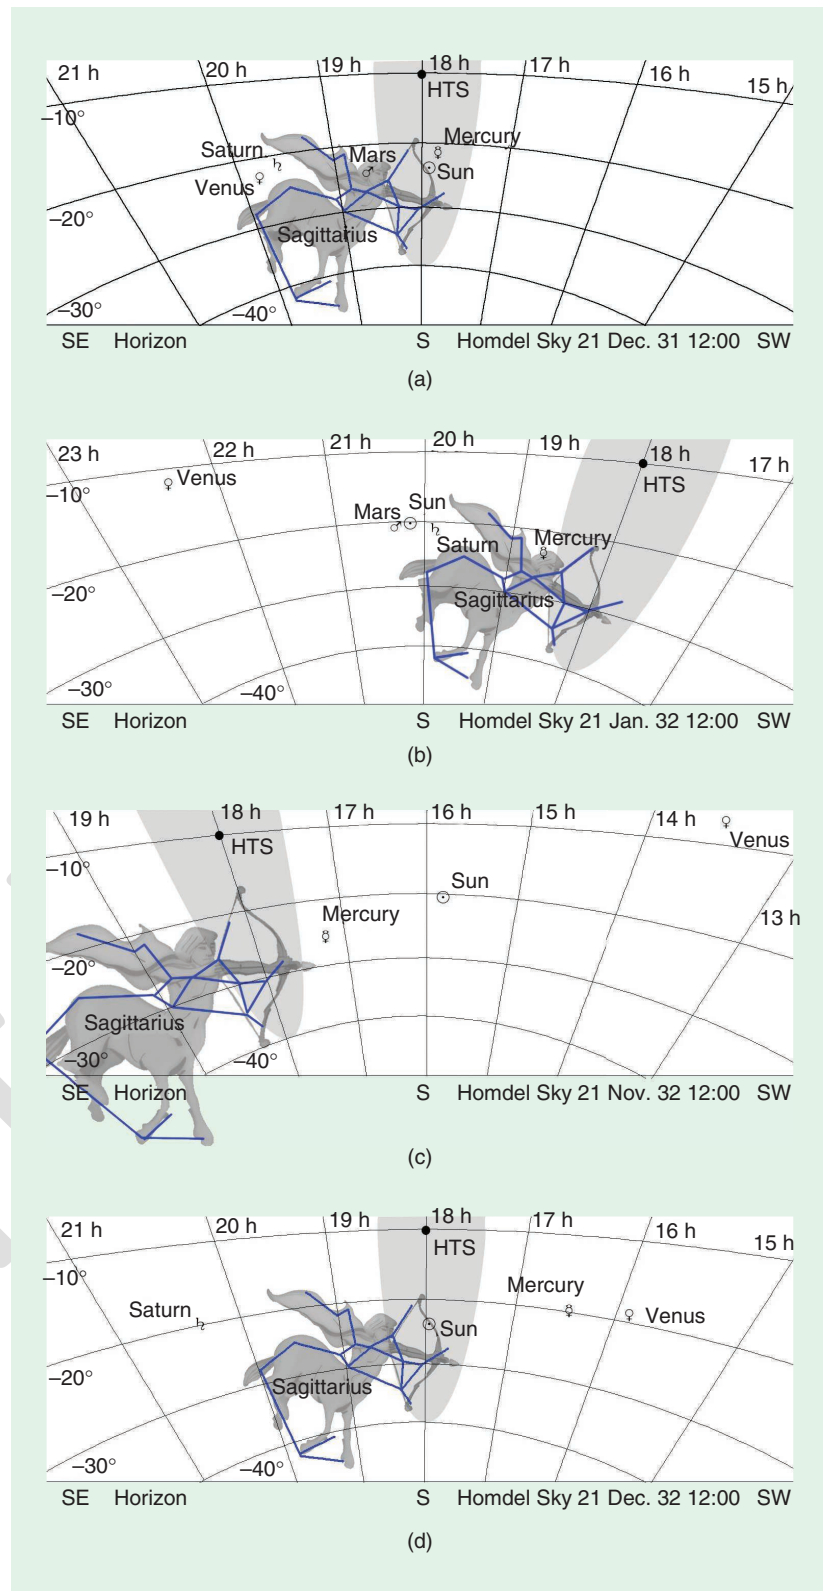 21 h 20 h 19 h 18 h 17 h 16 h 15 h
HTS
–10°
Mercury
Saturn Mars
Sun
Venus
–20°
Sagittarius
–30° –40°
SE Horizon S Homdel Sky 21 Dec. 31 12:00 SW
(a)
23 h 22 h 21 h 20 h 19 h 18 h 17 h
Venus HTS
–10°
Mars Sun
Saturn Mercury
–20° Sagittarius
–30° –40°
SE Horizon S Homdel Sky 21 Jan. 32 12:00 SW
(b)
19 h 18 h 17 h 16 h 15 h 14 h
Venus
HTS
–10°
Sun
Mercury 13 h
–20°
Sagittarius
–30° –40°
SE Horizon S Homdel Sky 21 Nov. 32 12:00 SW
(c)
21 h 20 h 19 h 18 h 17 h 16 h 15 h
HTS
–10°
Saturn Mercury Venus
Sun
–20° Sagittarius
–30° –40°
SE Horizon S Homdel Sky 21 Dec. 32 12:00 SW
(d)